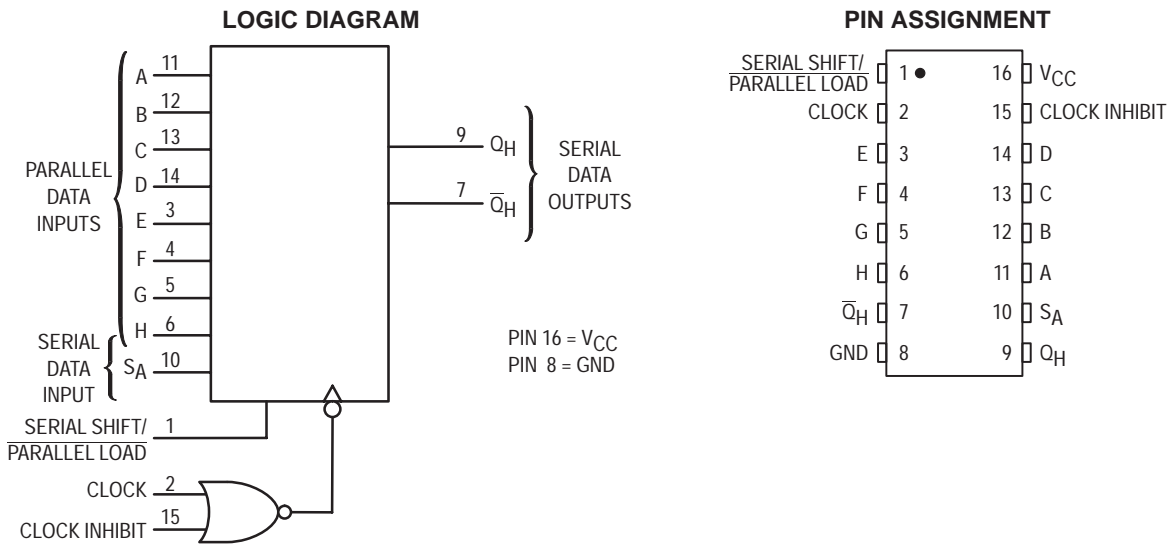 LOGIC DIAGRAM
A 11
B 12
C 13
D 14
E 3
F 4
G 5
H 6
PARALLEL
DATA
INPUTS
SERIAL
DATA
INPUT
SA 10
SERIAL SHIFT/
PARALLEL LOAD
1
CLOCK 2
CLOCK INHIBIT 15
9 QH
7 Q̅H
SERIAL
DATA
OUTPUTS
PIN 16 = VCC
PIN 8 = GND
PIN ASSIGNMENT
SERIAL SHIFT/
PARALLEL LOAD
1 16 VCC
CLOCK 2 15 CLOCK INHIBIT
E 3 14 D
F 4 13 C
G 5 12 B
H 6 11 A
Q̅H 7 10 SA
GND 8 9 QH